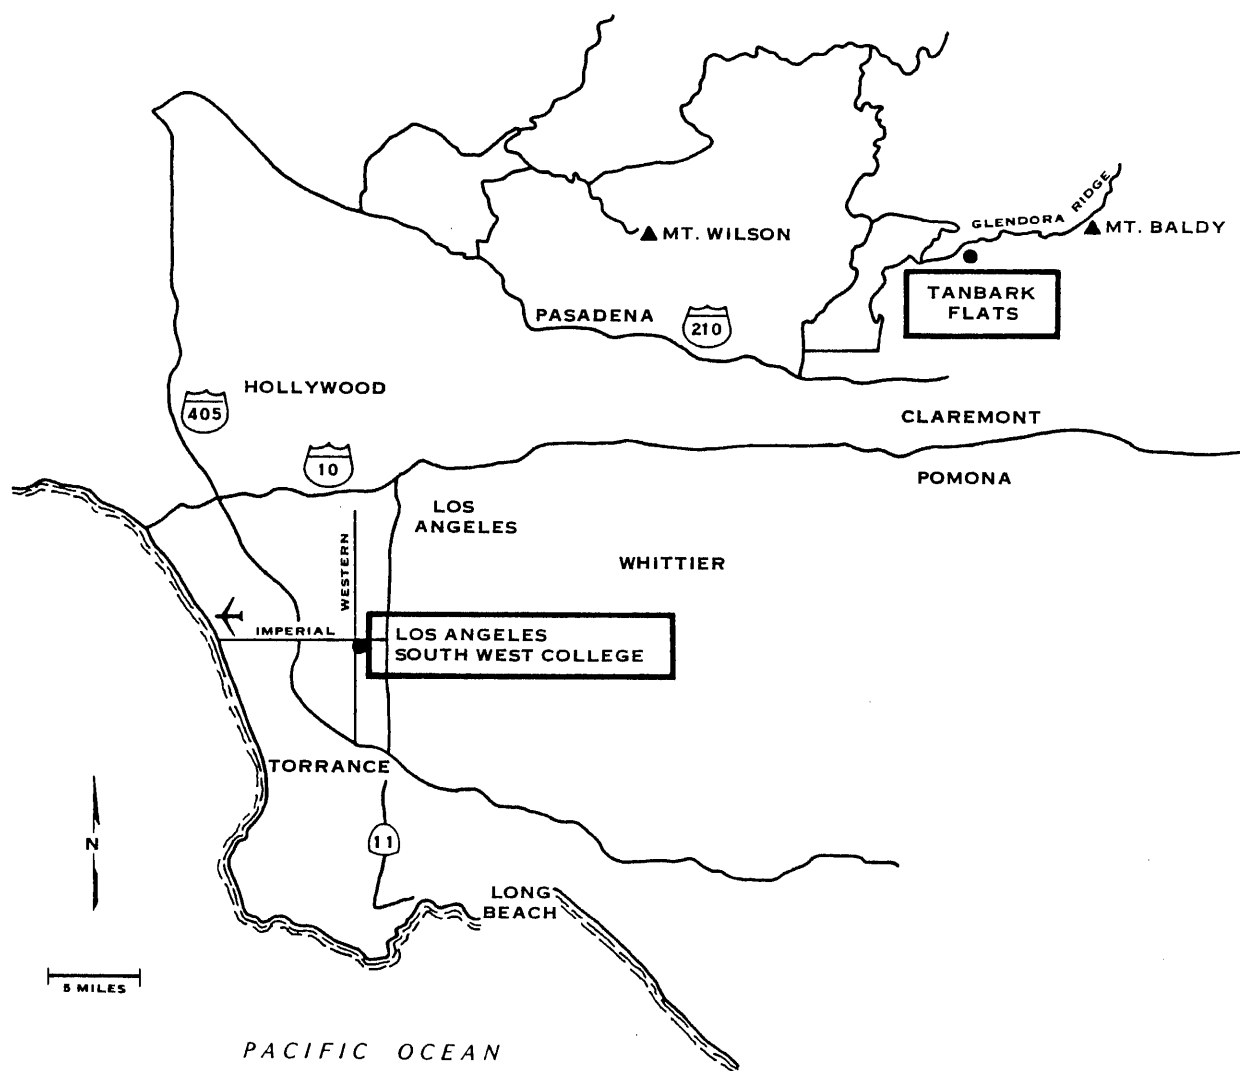 GLENDORA RIDGE
MT. WILSON
MT. BALDY
TANBARK
FLATS
PASADENA
210
HOLLYWOOD
405
CLAREMONT
10
POMONA
LOS
ANGELES
WESTERN
WHITTIER
IMPERIAL
LOS ANGELES
SOUTH WEST COLLEGE
TORRANCE
N
11
LONG
BEACH
5 MILES
PACIFIC OCEAN